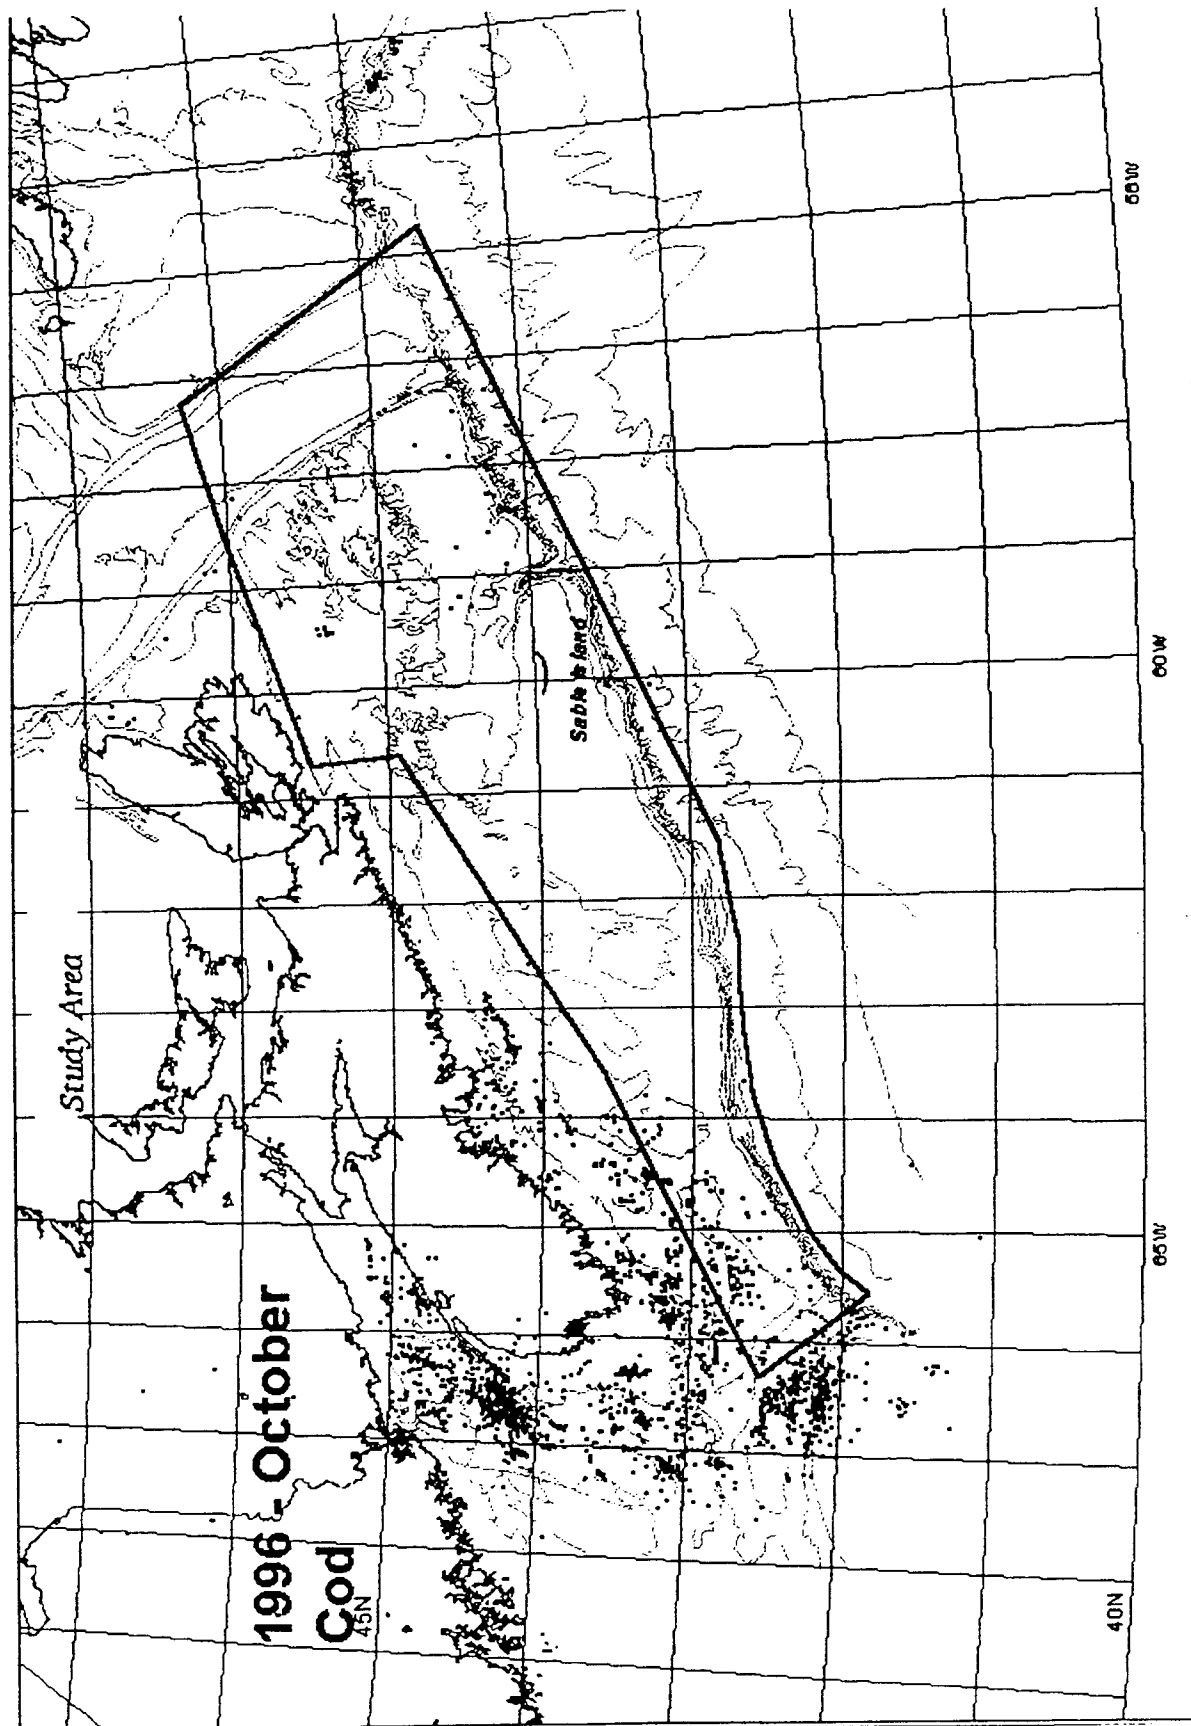 1996 - October
Cod
Study Area
Sable Island
45N
40N
65W
60W
55W